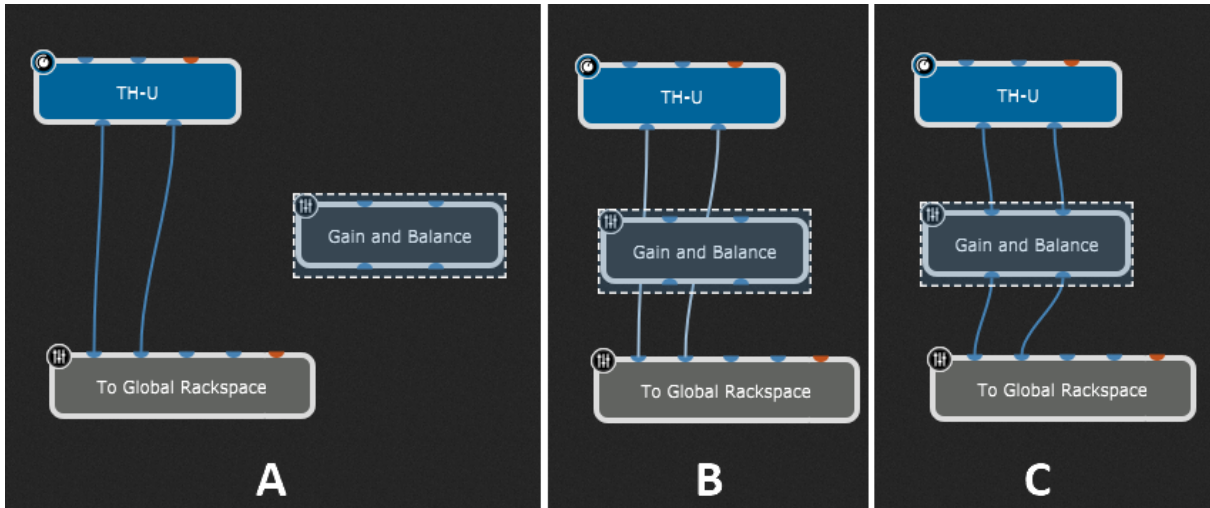 TH-U
Gain and Balance
To Global Rackspace
A
TH-U
Gain and Balance
To Global Rackspace
B
TH-U
Gain and Balance
To Global Rackspace
C